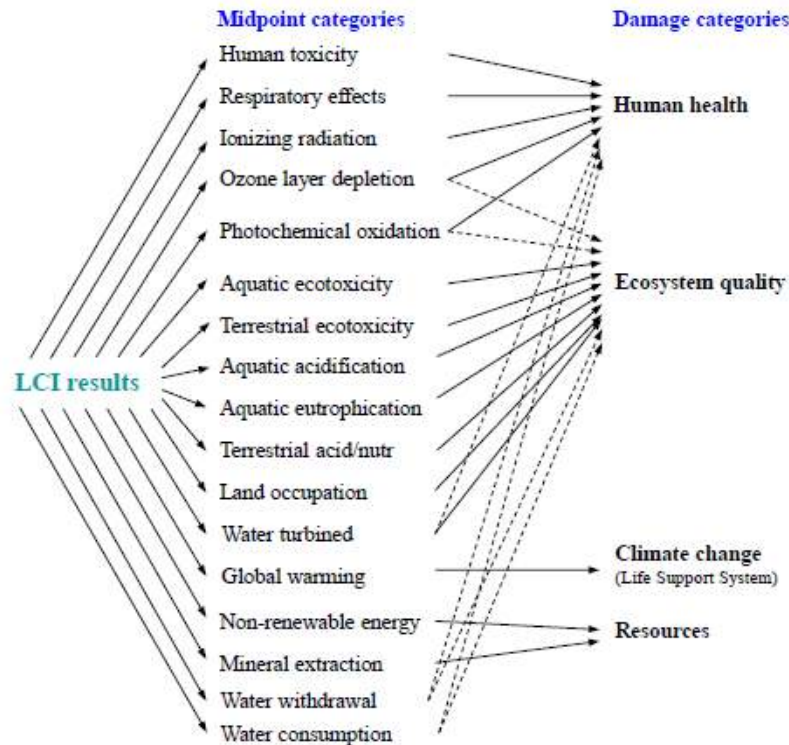 Midpoint categories
Damage categories
Human toxicity
Respiratory effects
Human health
Ionizing radiation
Ozone layer depletion
Photochemical oxidation
Aquatic ecotoxicity
Ecosystem quality
Terrestrial ecotoxicity
Aquatic acidification
LCI results
Aquatic eutrophication
Terrestrial acid/nutr
Land occupation
Water turbined
Climate change
Global warming
(Life Support System)
Non-renewable energy
Resources
Mineral extraction
Water withdrawal
Water consumption